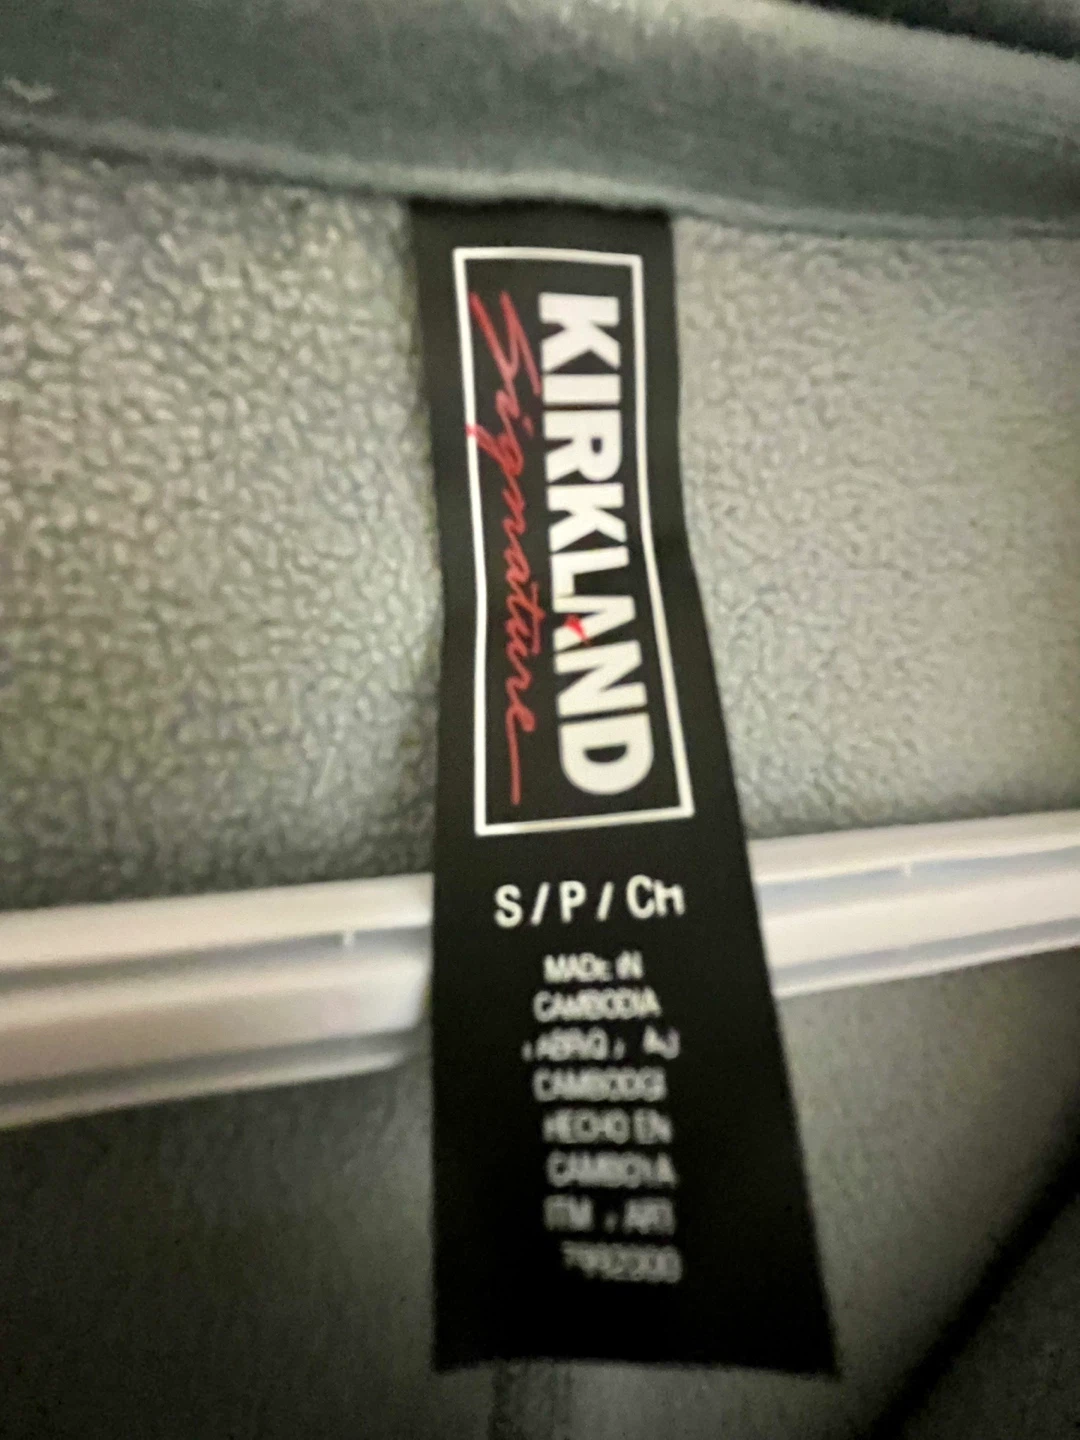 KIRKLAND
Signature
S / P / CH
MADE IN
CAMBODIA
CAMBODGE
HECHO EN
CAMBOYA
ITM / ART